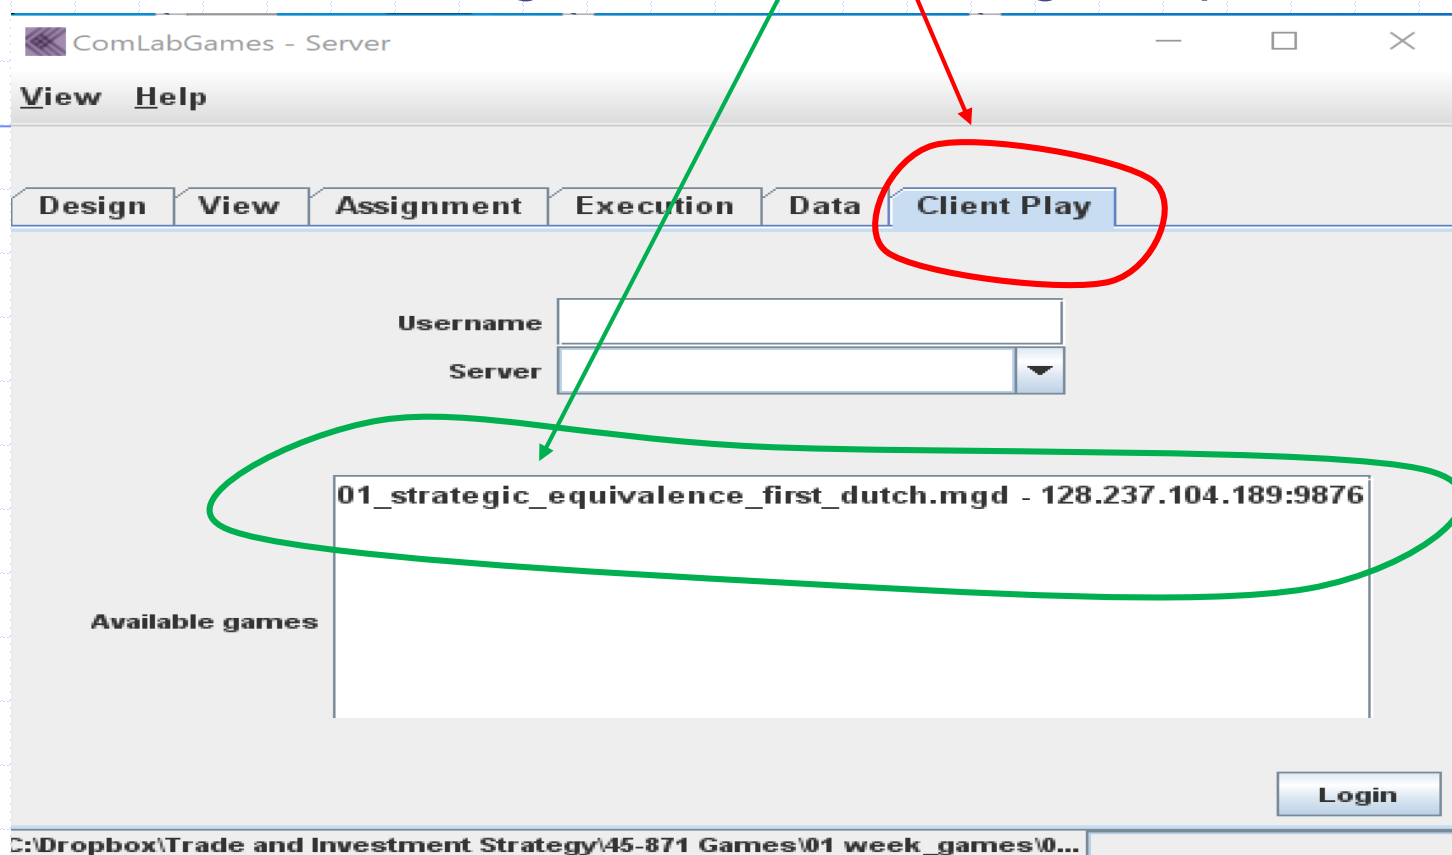 ComLabGames - Server
View Help
Design View Assignment Execution Data Client Play
Username
Server
01_strategic_equivalence_first_dutch.mgd - 128.237.104.189:9876
Available games
Login
C:\Dropbox\Trade and Investment Strategy\45-871 Games\01 week_games\0...